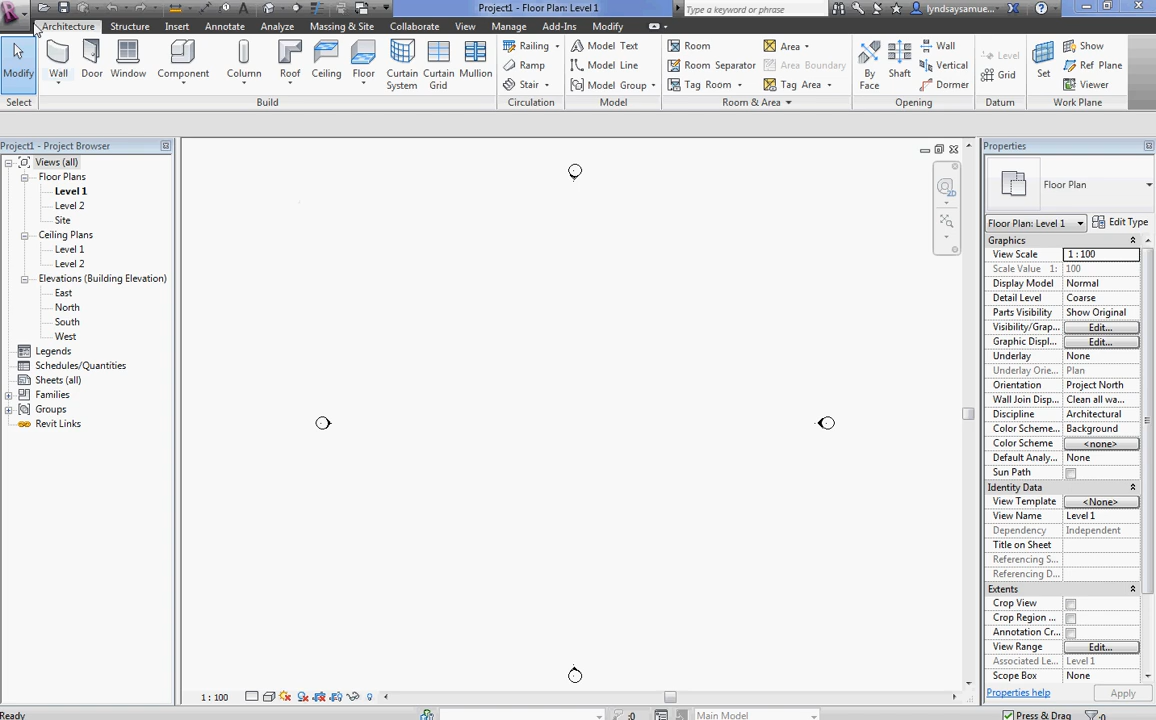 Project1 - Floor Plan: Level 1
Type a keyword or phrase
lyndsaysamue...
Architecture Structure Insert Annotate Analyze Massing & Site Collaborate View Manage Add-Ins Modify
Modify Wall Door Window Component Column Roof Ceiling Floor Curtain System Curtain Grid Mullion
Railing Model Text Room Area Wall Level Show
Ramp Model Line Room Separator Area Boundary By Face Shaft Vertical Grid Set Ref Plane
Stair Model Group Tag Room Tag Area Dormer Viewer
Select Build Circulation Model Room & Area Opening Datum Work Plane
Project1 - Project Browser
Views (all)
Floor Plans
Level 1
Level 2
Site
Ceiling Plans
Level 1
Level 2
Elevations (Building Elevation)
East
North
South
West
Legends
Schedules/Quantities
Sheets (all)
Families
Groups
Revit Links
2D
Properties
Floor Plan
Floor Plan: Level 1 Edit Type
Graphics
View Scale 1 : 100
Scale Value 1: 100
Display Model Normal
Detail Level Coarse
Parts Visibility Show Original
Visibility/Grap... Edit...
Graphic Displ... Edit...
Underlay None
Underlay Orie... Plan
Orientation Project North
Wall Join Disp... Clean all wa...
Discipline Architectural
Color Scheme... Background
Color Scheme <none>
Default Analy... None
Sun Path
Identity Data
View Template <None>
View Name Level 1
Dependency Independent
Title on Sheet
Referencing S...
Referencing D...
Extents
Crop View
Crop Region ...
Annotation Cr...
View Range Edit...
Associated Le... Level 1
Scope Box None
Properties help Apply
1 : 100
Ready
:0
Main Model
Press & Drag
:0